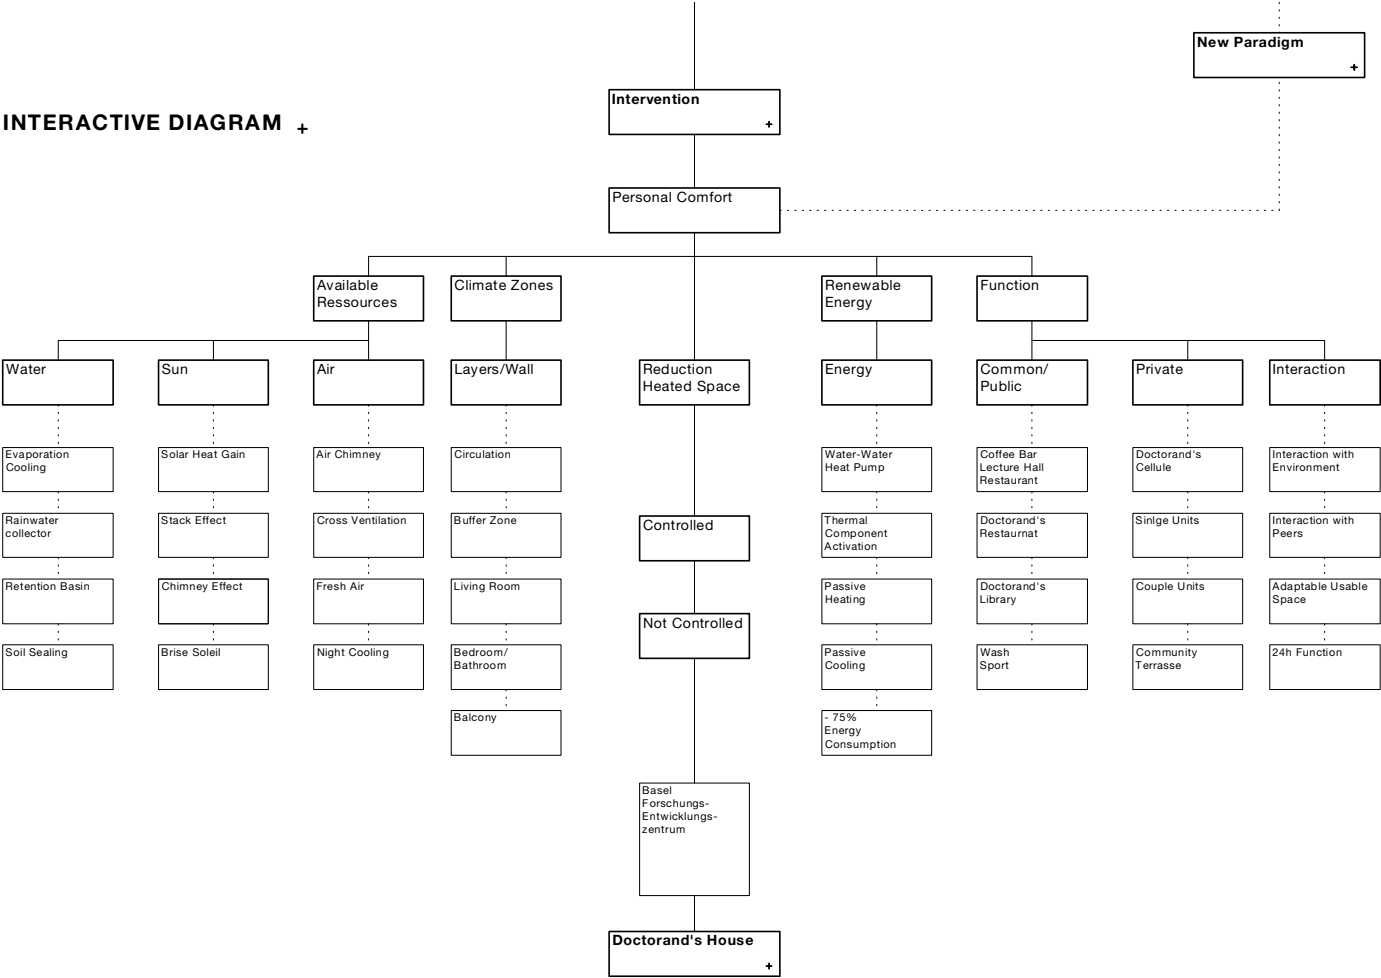 New Paradigm
+
Intervention
+
INTERACTIVE DIAGRAM +
Personal Comfort
Available
Ressources
Climate Zones
Renewable
Energy
Function
Water
Sun
Air
Layers/Wall
Reduction
Heated Space
Energy
Common/
Public
Private
Interaction
Evaporation
Cooling
Solar Heat Gain
Air Chimney
Circulation
Water-Water
Heat Pump
Coffee Bar
Lecture Hall
Restaurant
Doctorand's
Cellule
Interaction with
Environment
Rainwater
collector
Stack Effect
Cross Ventilation
Buffer Zone
Controlled
Thermal
Component
Activation
Doctorand's
Restaurnat
Sinlge Units
Interaction with
Peers
Retention Basin
Chimney Effect
Fresh Air
Living Room
Not Controlled
Passive
Heating
Doctorand's
Library
Couple Units
Adaptable Usable
Space
Soil Sealing
Brise Soleil
Night Cooling
Bedroom/
Bathroom
Passive
Cooling
Wash
Sport
Community
Terrasse
24h Function
Balcony
- 75%
Energy
Consumption
Basel
Forschungs-
Entwicklungs-
zentrum
Doctorand's House
+